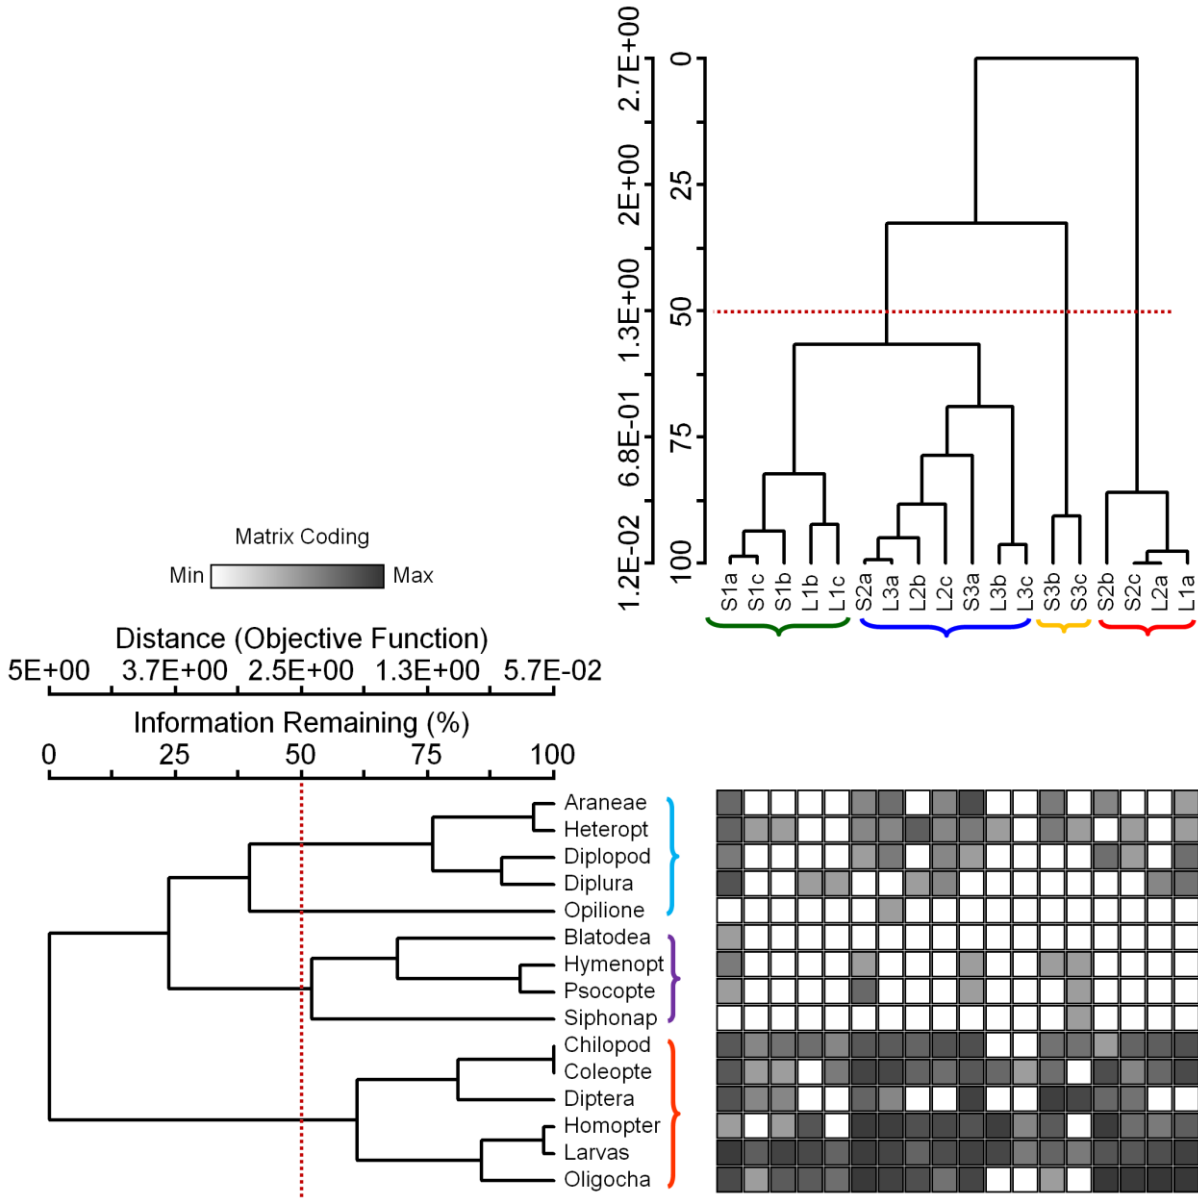 2.7E+00
2E+00
1.3E+00
6.8E-01
1.2E-02
0
25
50
75
100
S1a
S1c
S1b
L1b
L1c
S2a
L3a
L2b
L2c
S3a
L3b
L3c
S3b
S3c
S2b
S2c
L2a
L1a
Matrix Coding
Min Max
Distance (Objective Function)
5E+00 3.7E+00 2.5E+00 1.3E+00 5.7E-02
Information Remaining (%)
0 25 50 75 100
Araneae
Heteropt
Diplopod
Diplura
Opilione
Blatodea
Hymenopt
Psocopte
Siphonap
Chilopod
Coleopte
Diptera
Homopter
Larvas
Oligocha